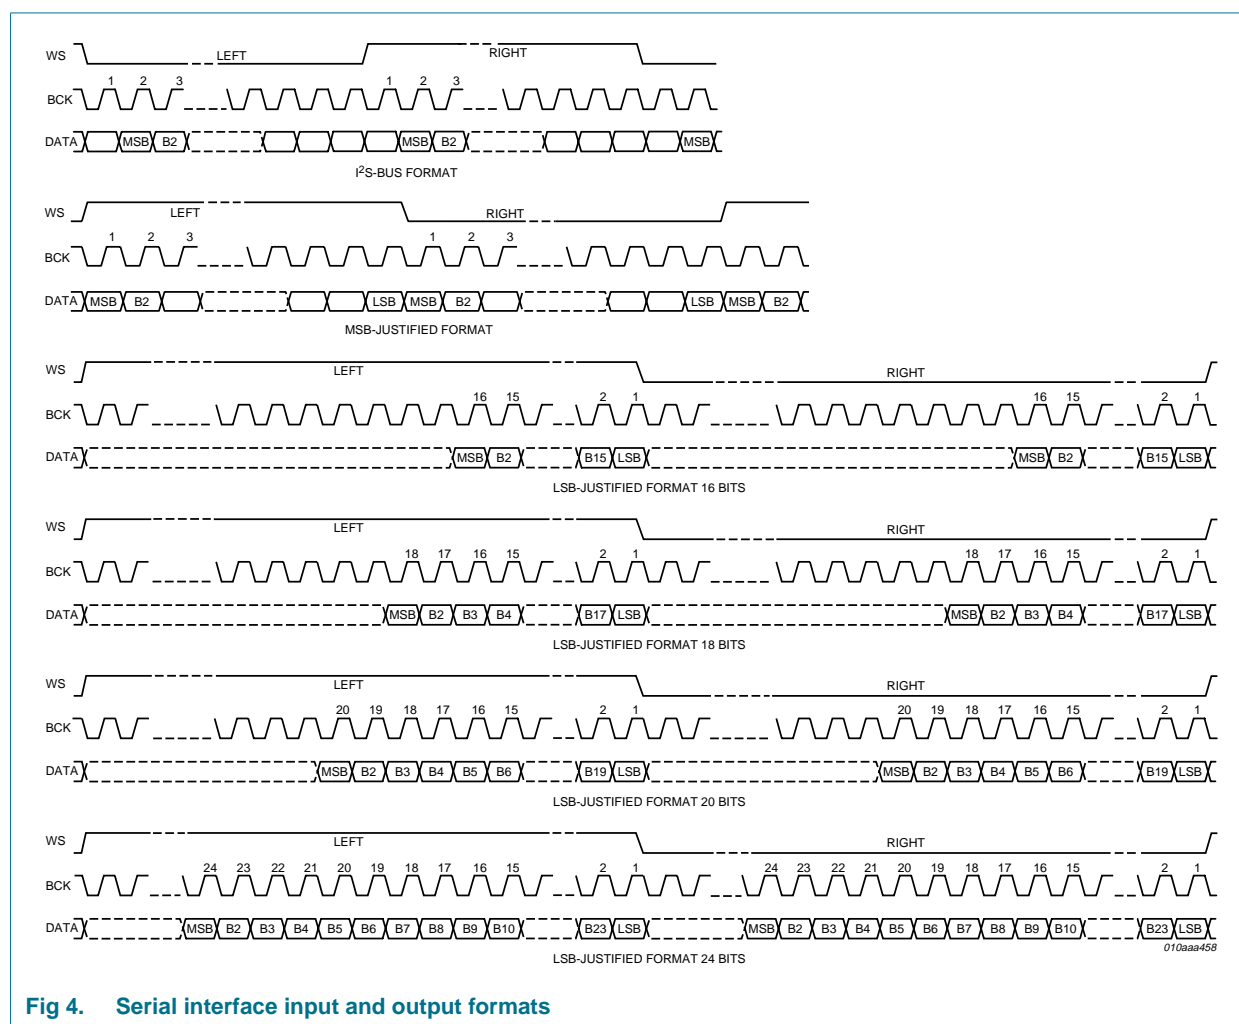 WS LEFT RIGHT
BCK 1 2 3 1 2 3
DATA MSB B2 MSB B2 MSB
I²S-BUS FORMAT
WS LEFT RIGHT
BCK 1 2 3 1 2 3
DATA MSB B2 LSB MSB B2 LSB MSB B2
MSB-JUSTIFIED FORMAT
WS LEFT RIGHT
BCK 16 15 2 1 16 15 2 1
DATA MSB B2 B15 LSB MSB B2 B15 LSB
LSB-JUSTIFIED FORMAT 16 BITS
WS LEFT RIGHT
BCK 18 17 16 15 2 1 18 17 16 15 2 1
DATA MSB B2 B3 B4 B17 LSB MSB B2 B3 B4 B17 LSB
LSB-JUSTIFIED FORMAT 18 BITS
WS LEFT RIGHT
BCK 20 19 18 17 16 15 2 1 20 19 18 17 16 15 2 1
DATA MSB B2 B3 B4 B5 B6 B19 LSB MSB B2 B3 B4 B5 B6 B19 LSB
LSB-JUSTIFIED FORMAT 20 BITS
WS LEFT RIGHT
BCK 24 23 22 21 20 19 18 17 16 15 2 1 24 23 22 21 20 19 18 17 16 15 2 1
DATA MSB B2 B3 B4 B5 B6 B7 B8 B9 B10 B23 LSB MSB B2 B3 B4 B5 B6 B7 B8 B9 B10 B23 LSB
010aaa458
LSB-JUSTIFIED FORMAT 24 BITS
Fig 4. Serial interface input and output formats